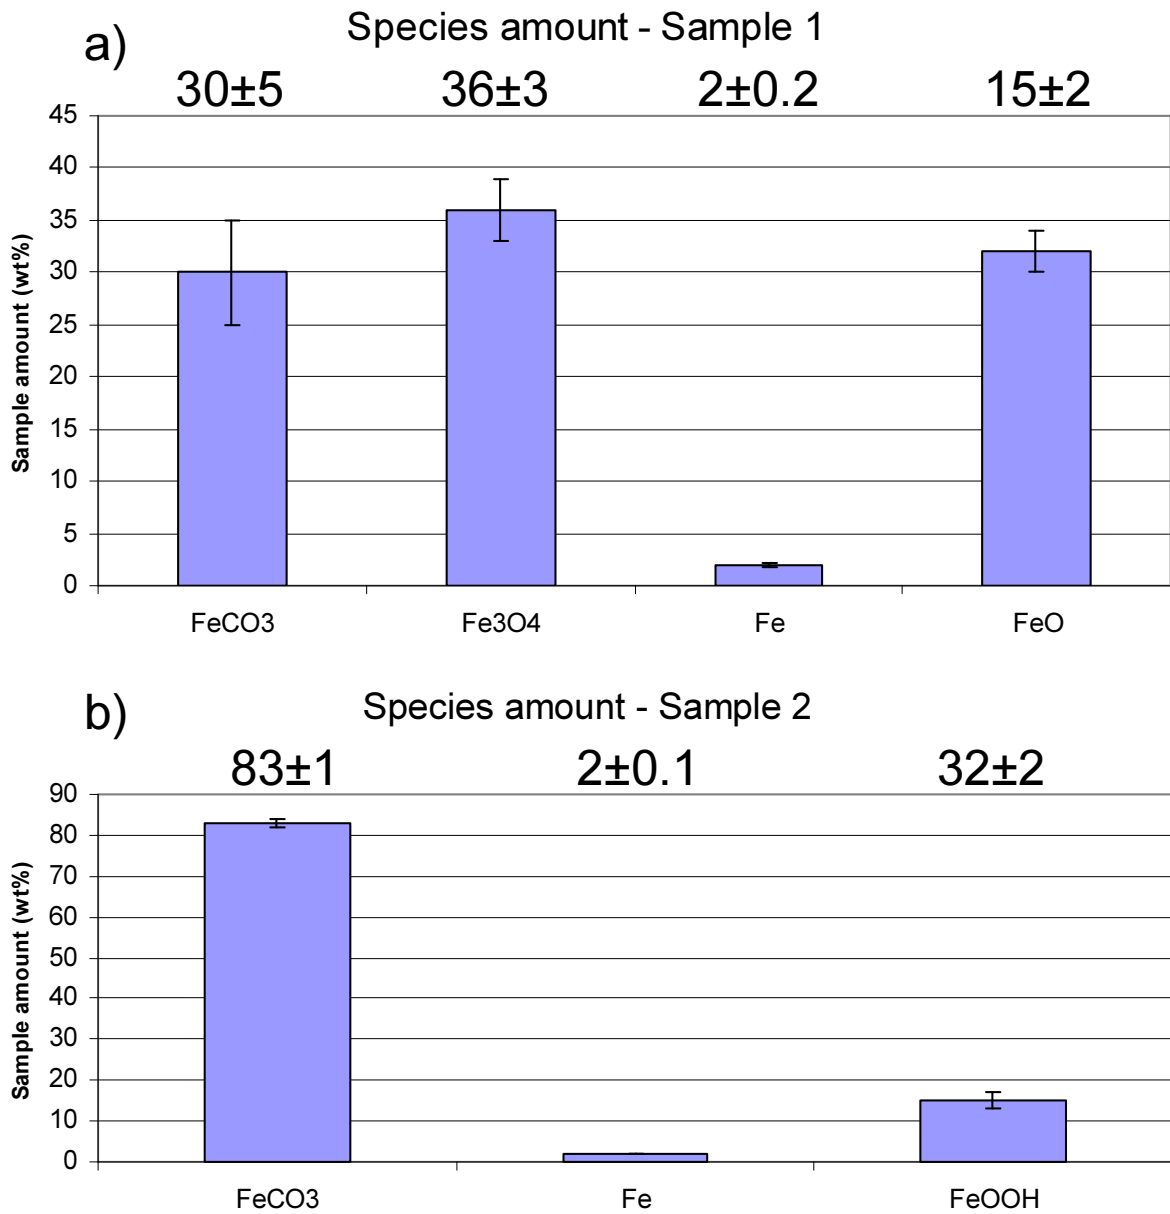 a)
Species amount - Sample 1
30±5 36±3 2±0.2 15±2
45
40
35
30
25
20
15
10
5
0
Sample amount (wt%)
FeCO3 Fe3O4 Fe FeO
b)
Species amount - Sample 2
83±1 2±0.1 32±2
90
80
70
60
50
40
30
20
10
0
Sample amount (wt%)
FeCO3 Fe FeOOH